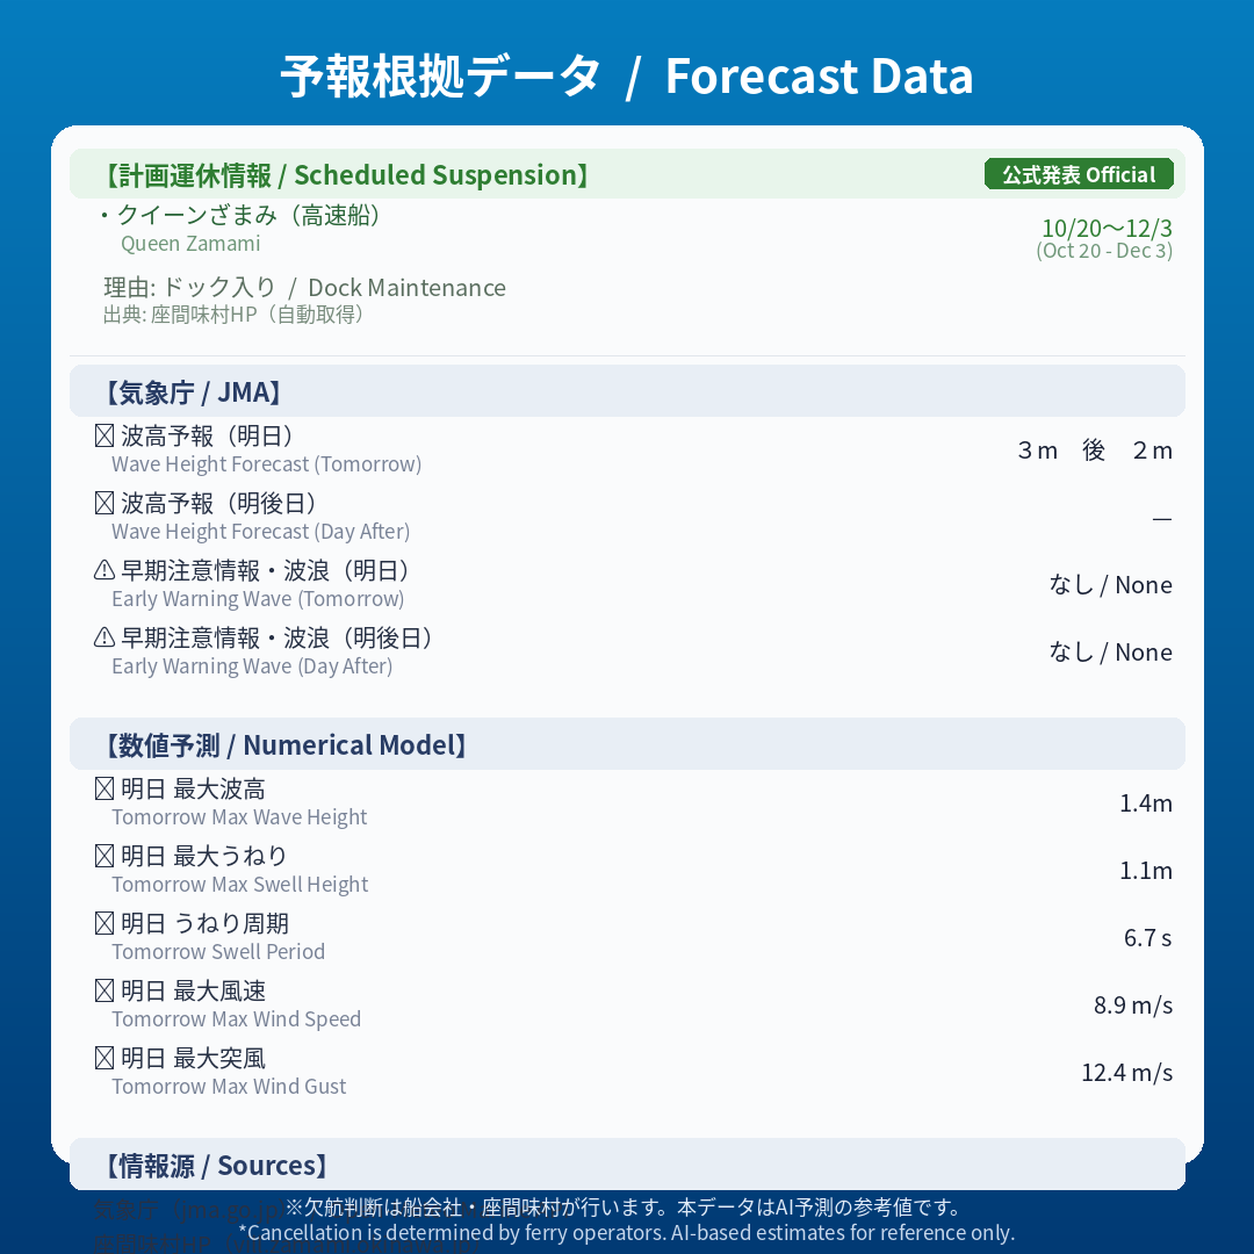 予報根拠データ / Forecast Data
【計画運休情報 / Scheduled Suspension】 公式発表 Official
・クイーンざまみ（高速船）
Queen Zamami
10/20〜12/3
(Oct 20 - Dec 3)
理由: ドック入り / Dock Maintenance
出典: 座間味村HP（自動取得）
【気象庁 / JMA】
波高予報（明日）
Wave Height Forecast (Tomorrow)
３ｍ　後　２ｍ
波高予報（明後日）
Wave Height Forecast (Day After)
—
⚠ 早期注意情報・波浪（明日）
Early Warning Wave (Tomorrow)
なし / None
⚠ 早期注意情報・波浪（明後日）
Early Warning Wave (Day After)
なし / None
【数値予測 / Numerical Model】
明日 最大波高
Tomorrow Max Wave Height
1.4m
明日 最大うねり
Tomorrow Max Swell Height
1.1m
明日 うねり周期
Tomorrow Swell Period
6.7 s
明日 最大風速
Tomorrow Max Wind Speed
8.9 m/s
明日 最大突風
Tomorrow Max Wind Gust
12.4 m/s
【情報源 / Sources】
気象庁（jma.go.jp）
※欠航判断は船会社・座間味村が行います。本データはAI予測の参考値です。
座間味村HP
*Cancellation is determined by ferry operators. AI-based estimates for reference only.